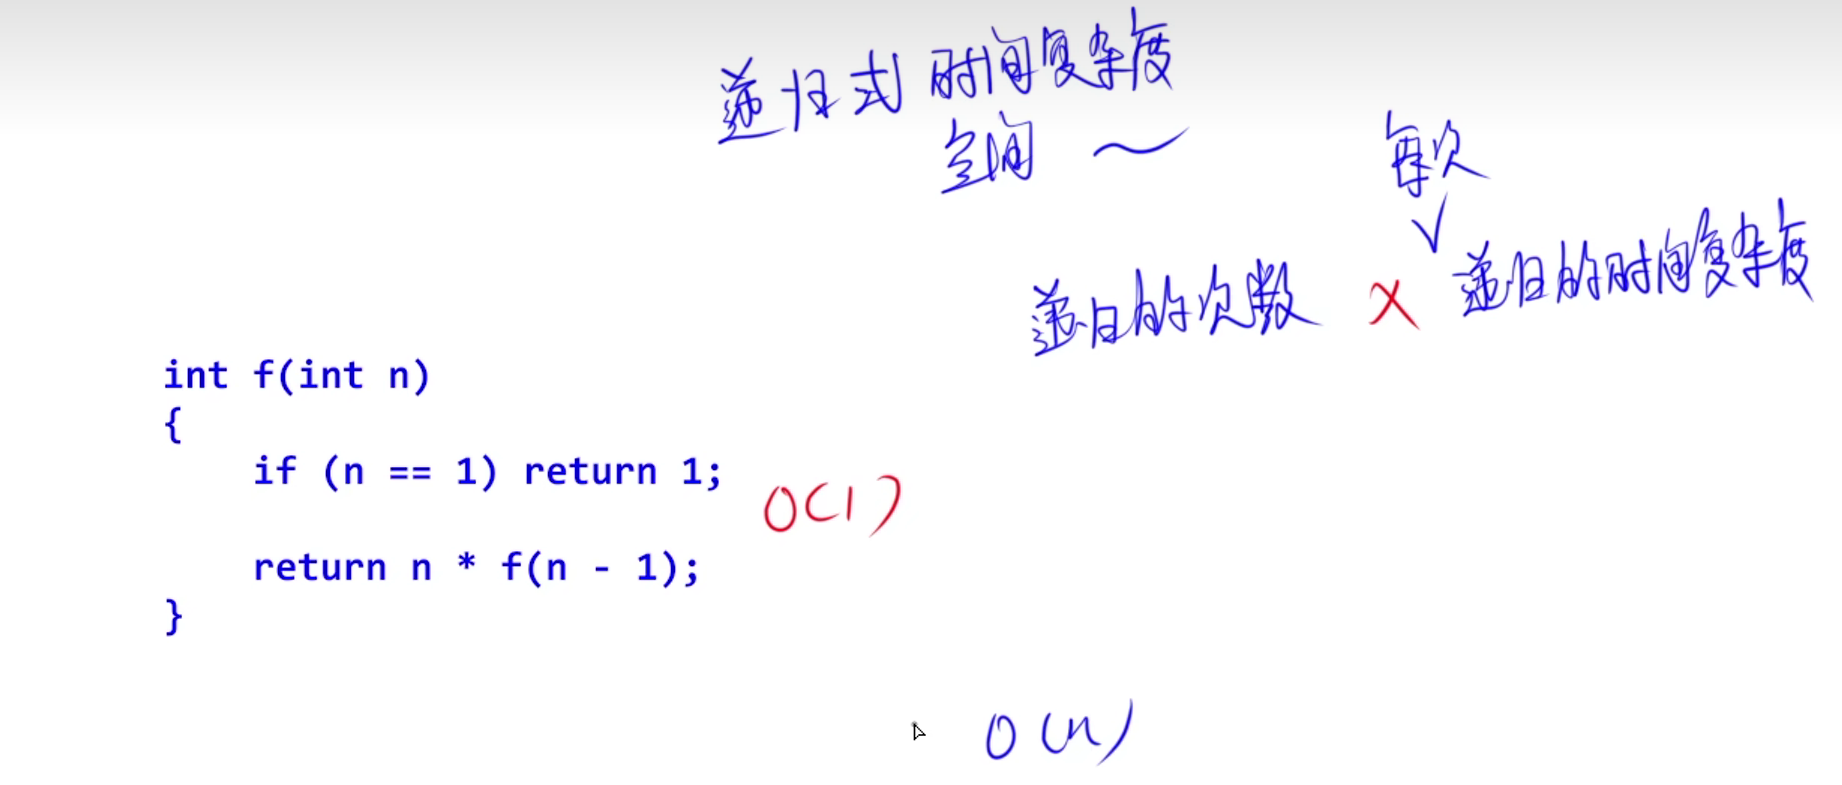 递归式 时间复杂度
空间 ～
每次
递归的次数 × 递归的时间复杂度
int f(int n)
{
    if (n == 1) return 1;
O(1)
    return n * f(n - 1);
}
O(n)